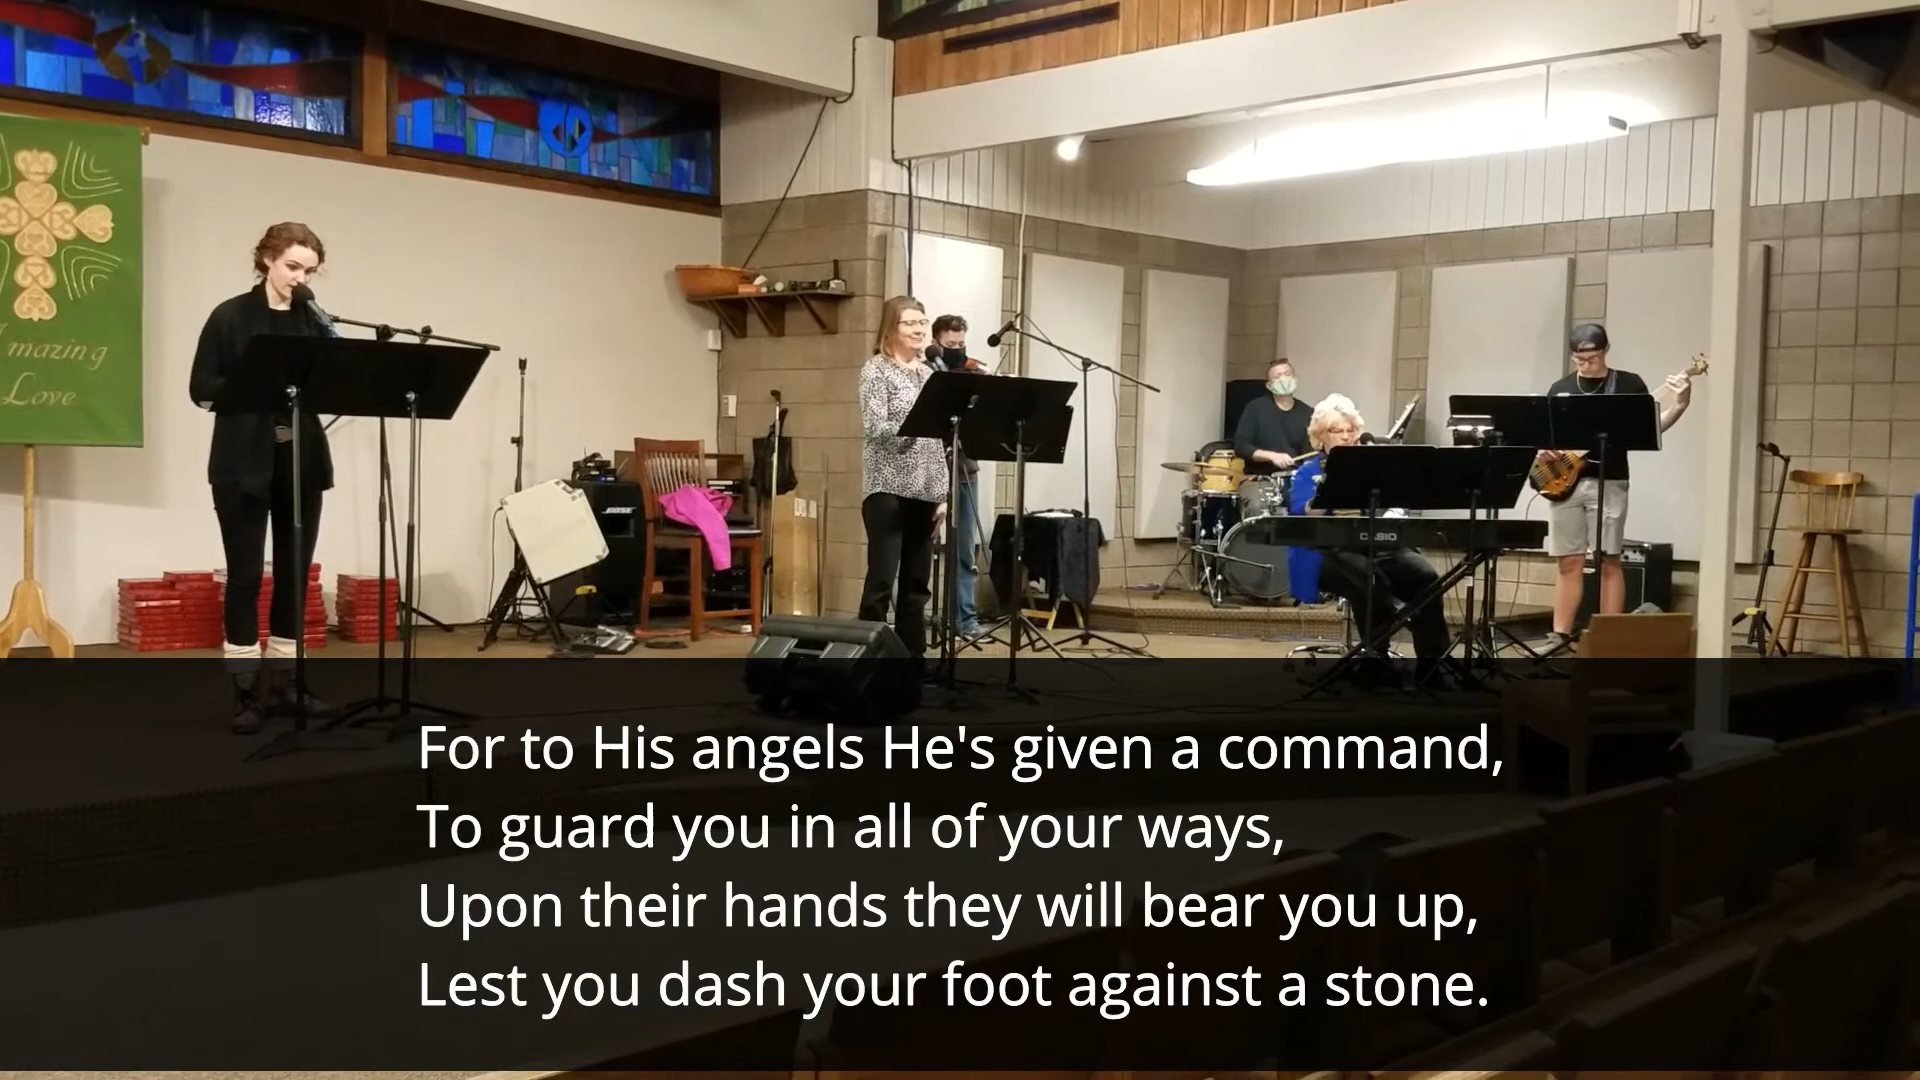 Amazing
Love
BOSE
CASIO
For to His angels He's given a command,
To guard you in all of your ways,
Upon their hands they will bear you up,
Lest you dash your foot against a stone.